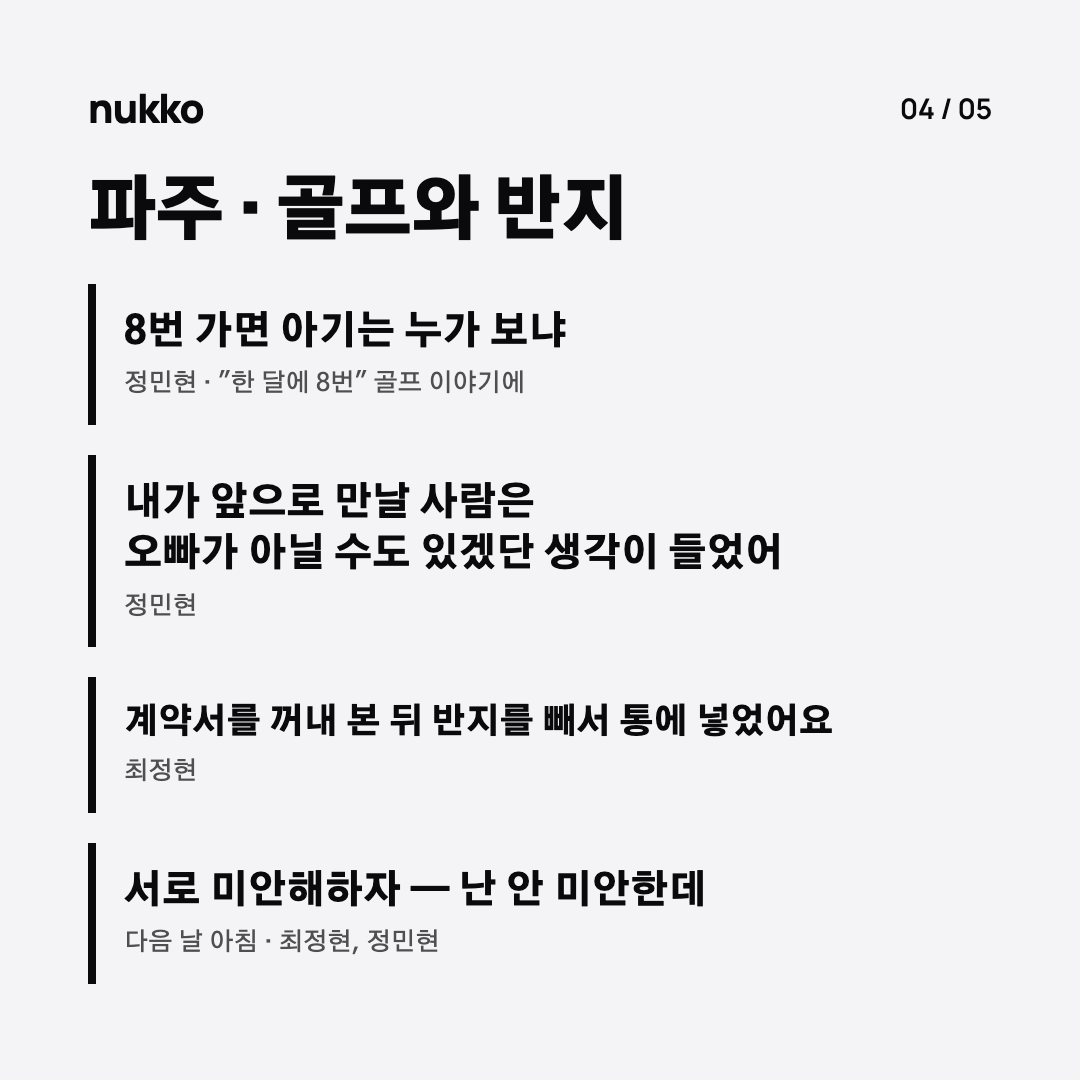 nukko
04 / 05
파주 · 골프와 반지
8번 가면 아기는 누가 보냐
정민현 · "한 달에 8번" 골프 이야기에
내가 앞으로 만날 사람은
오빠가 아닐 수도 있겠단 생각이 들었어
정민현
계약서를 꺼내 본 뒤 반지를 빼서 통에 넣었어요
최정현
서로 미안해하자 — 난 안 미안한데
다음 날 아침 · 최정현, 정민현